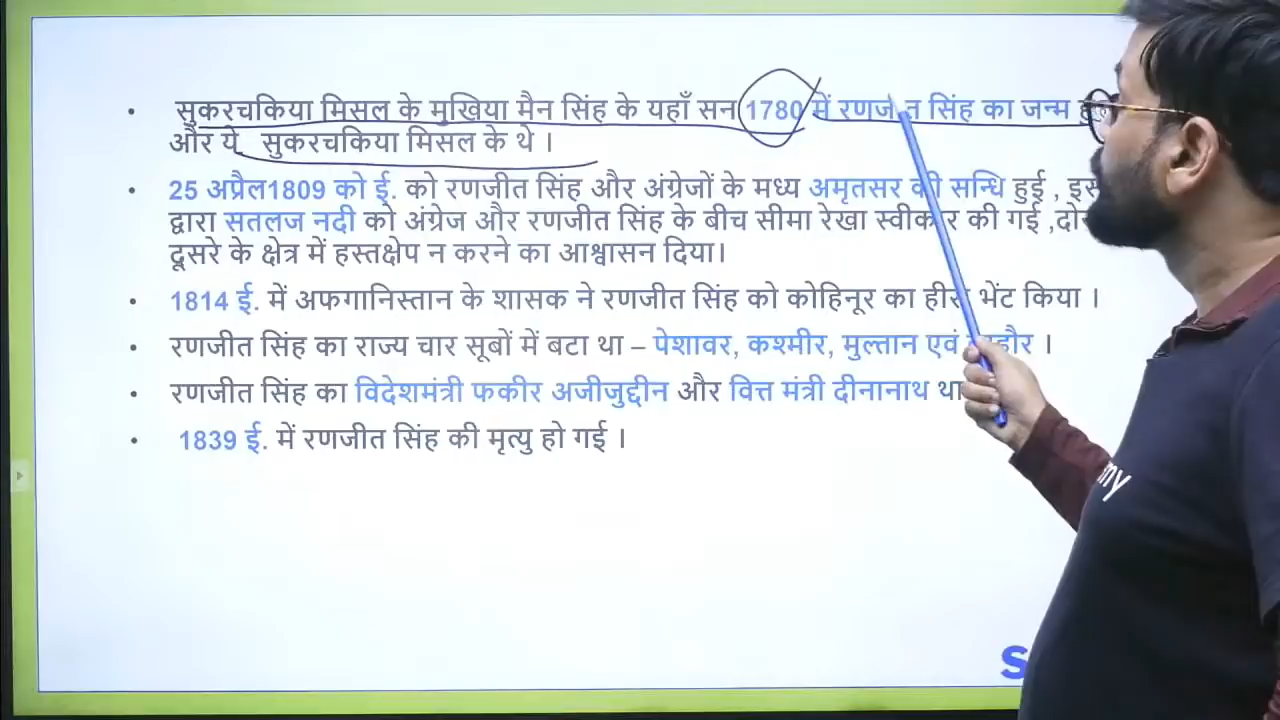 • सुकरचकिया मिसल के मुखिया मैन सिंह के यहाँ सन 1780 में रणजीत सिंह का जन्म
और ये सुकरचकिया मिसल के थे ।
• 25 अप्रैल1809 को ई. को रणजीत सिंह और अंग्रेजों के मध्य अमृतसर की सन्धि हुई ,
द्वारा सतलज नदी को अंग्रेज और रणजीत सिंह के बीच सीमा रेखा स्वीकार की गई ,
दूसरे के क्षेत्र में हस्तक्षेप न करने का आश्वासन दिया।
• 1814 ई. में अफगानिस्तान के शासक ने रणजीत सिंह को कोहिनूर का हीरा भेंट किया ।
• रणजीत सिंह का राज्य चार सूबों में बटा था – पेशावर, कश्मीर, मुल्तान एवं लाहौर ।
• रणजीत सिंह का विदेशमंत्री फकीर अजीजुद्दीन और वित्त मंत्री दीनानाथ था
• 1839 ई. में रणजीत सिंह की मृत्यु हो गई ।